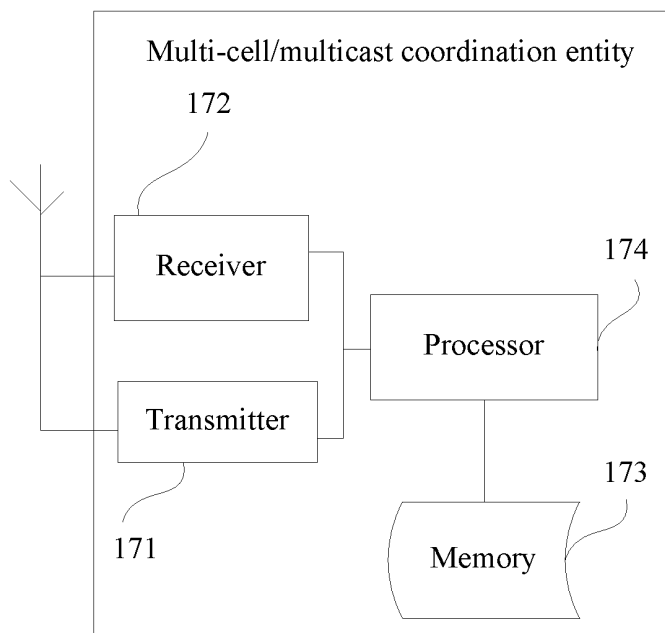 Multi-cell/multicast coordination entity
172
Receiver
174
Processor
Transmitter
171
173
Memory